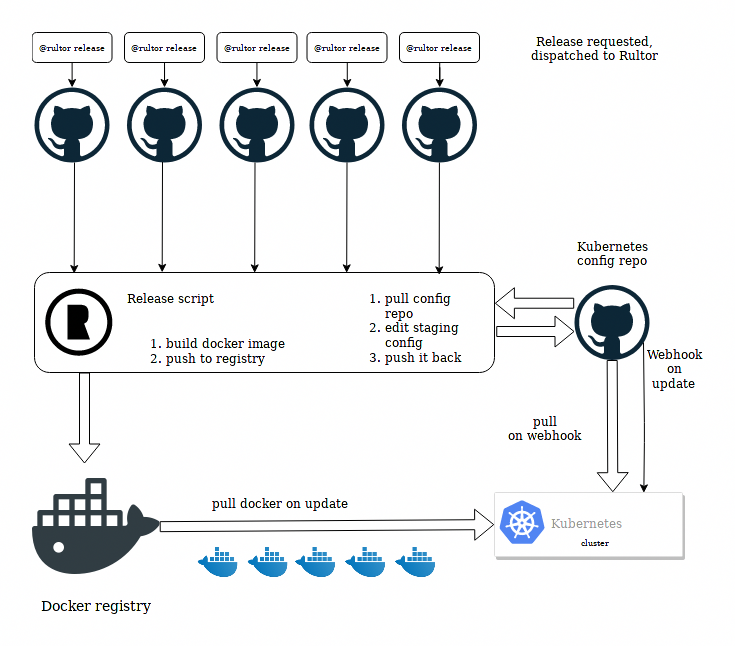 @rultor release
@rultor release
@rultor release
@rultor release
@rultor release
Release requested,
dispatched to Rultor
Kubernetes
config repo
Release script
1. build docker image
2. push to registry
1. pull config
repo
2. edit staging
config
3. push it back
R
Webhook
on
update
pull
on webhook
pull docker on update
Kubernetes
cluster
Docker registry